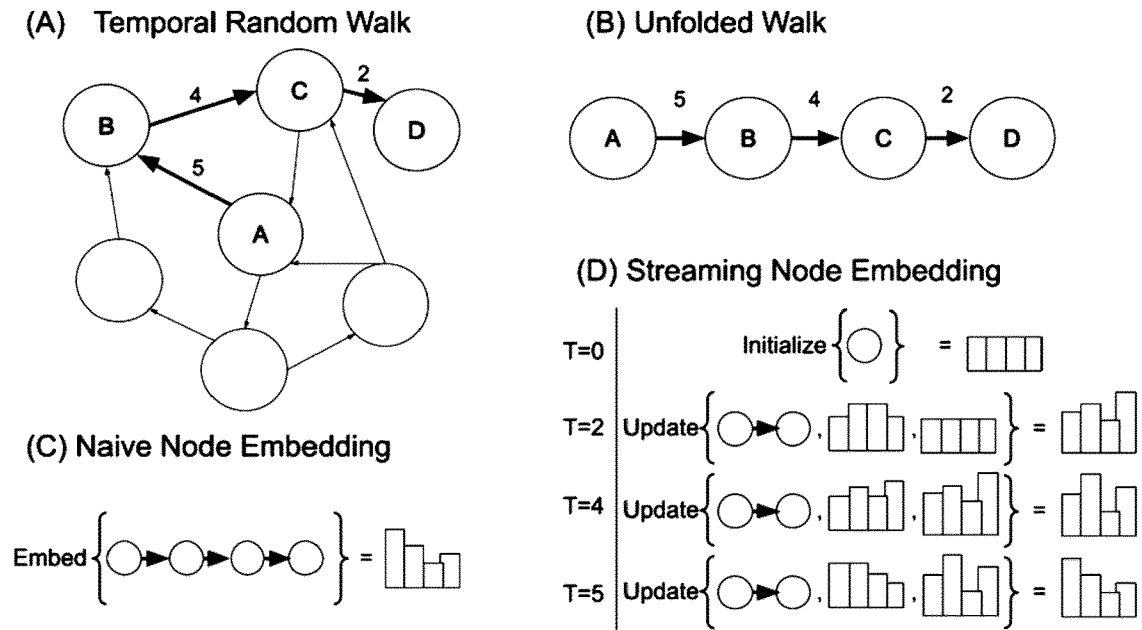 (A) Temporal Random Walk
B
4
C
2
D
5
A
(B) Unfolded Walk
A 5 B 4 C 2 D
(C) Naive Node Embedding
Embed { } =
(D) Streaming Node Embedding
T=0 Initialize { } =
T=2 Update { , , } =
T=4 Update { , , } =
T=5 Update { , , } =